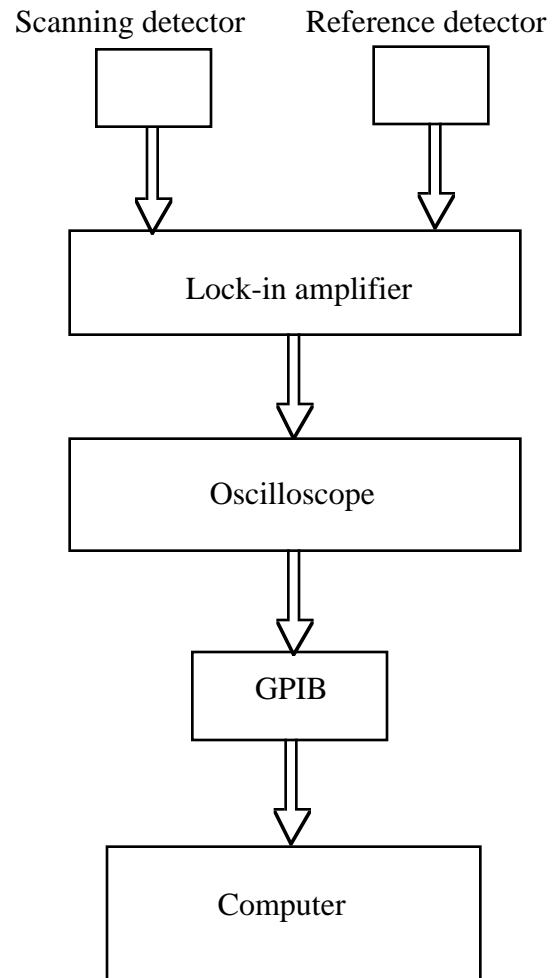 Scanning detector
Reference detector
Lock-in amplifier
Oscilloscope
GPIB
Computer